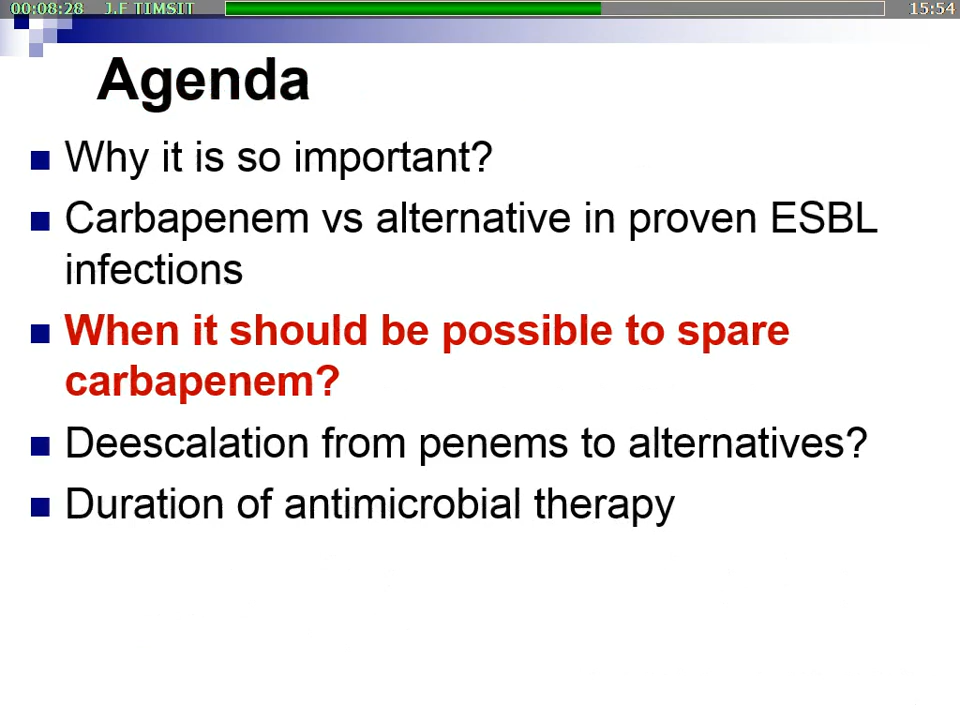 00:08:28 J.F TIMSIT 15:54
Agenda
Why it is so important?
Carbapenem vs alternative in proven ESBL
infections
When it should be possible to spare
carbapenem?
Deescalation from penems to alternatives?
Duration of antimicrobial therapy